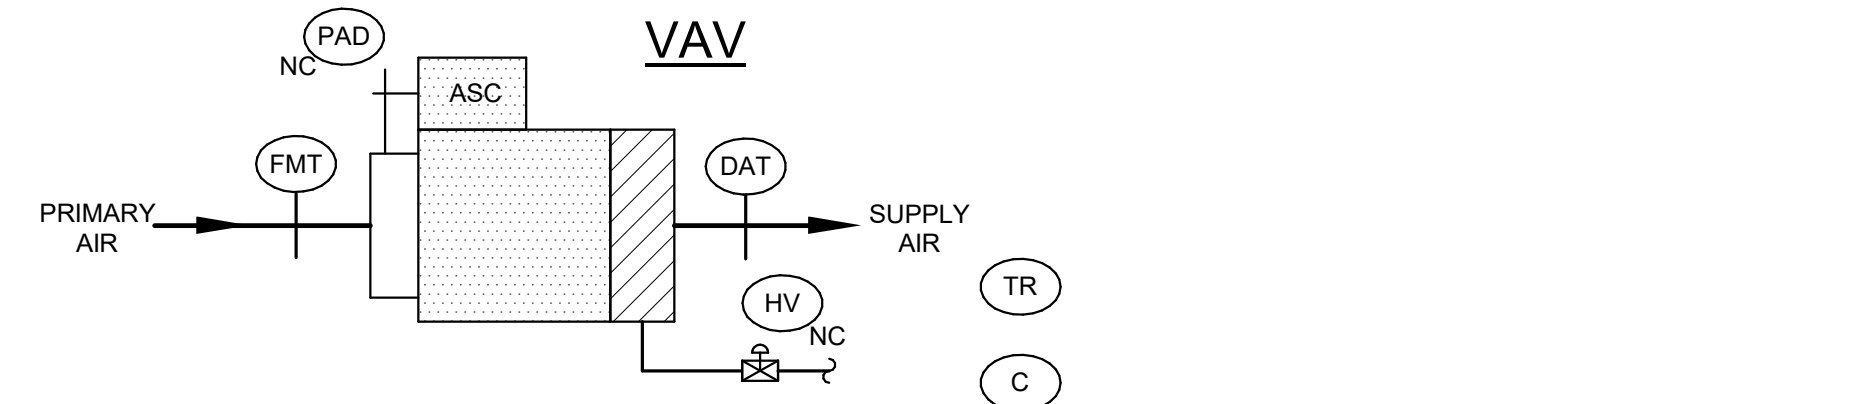 PAD
VAV
NC
ASC
FMT
DAT
PRIMARY
AIR
SUPPLY
AIR
TR
HV
NC
C